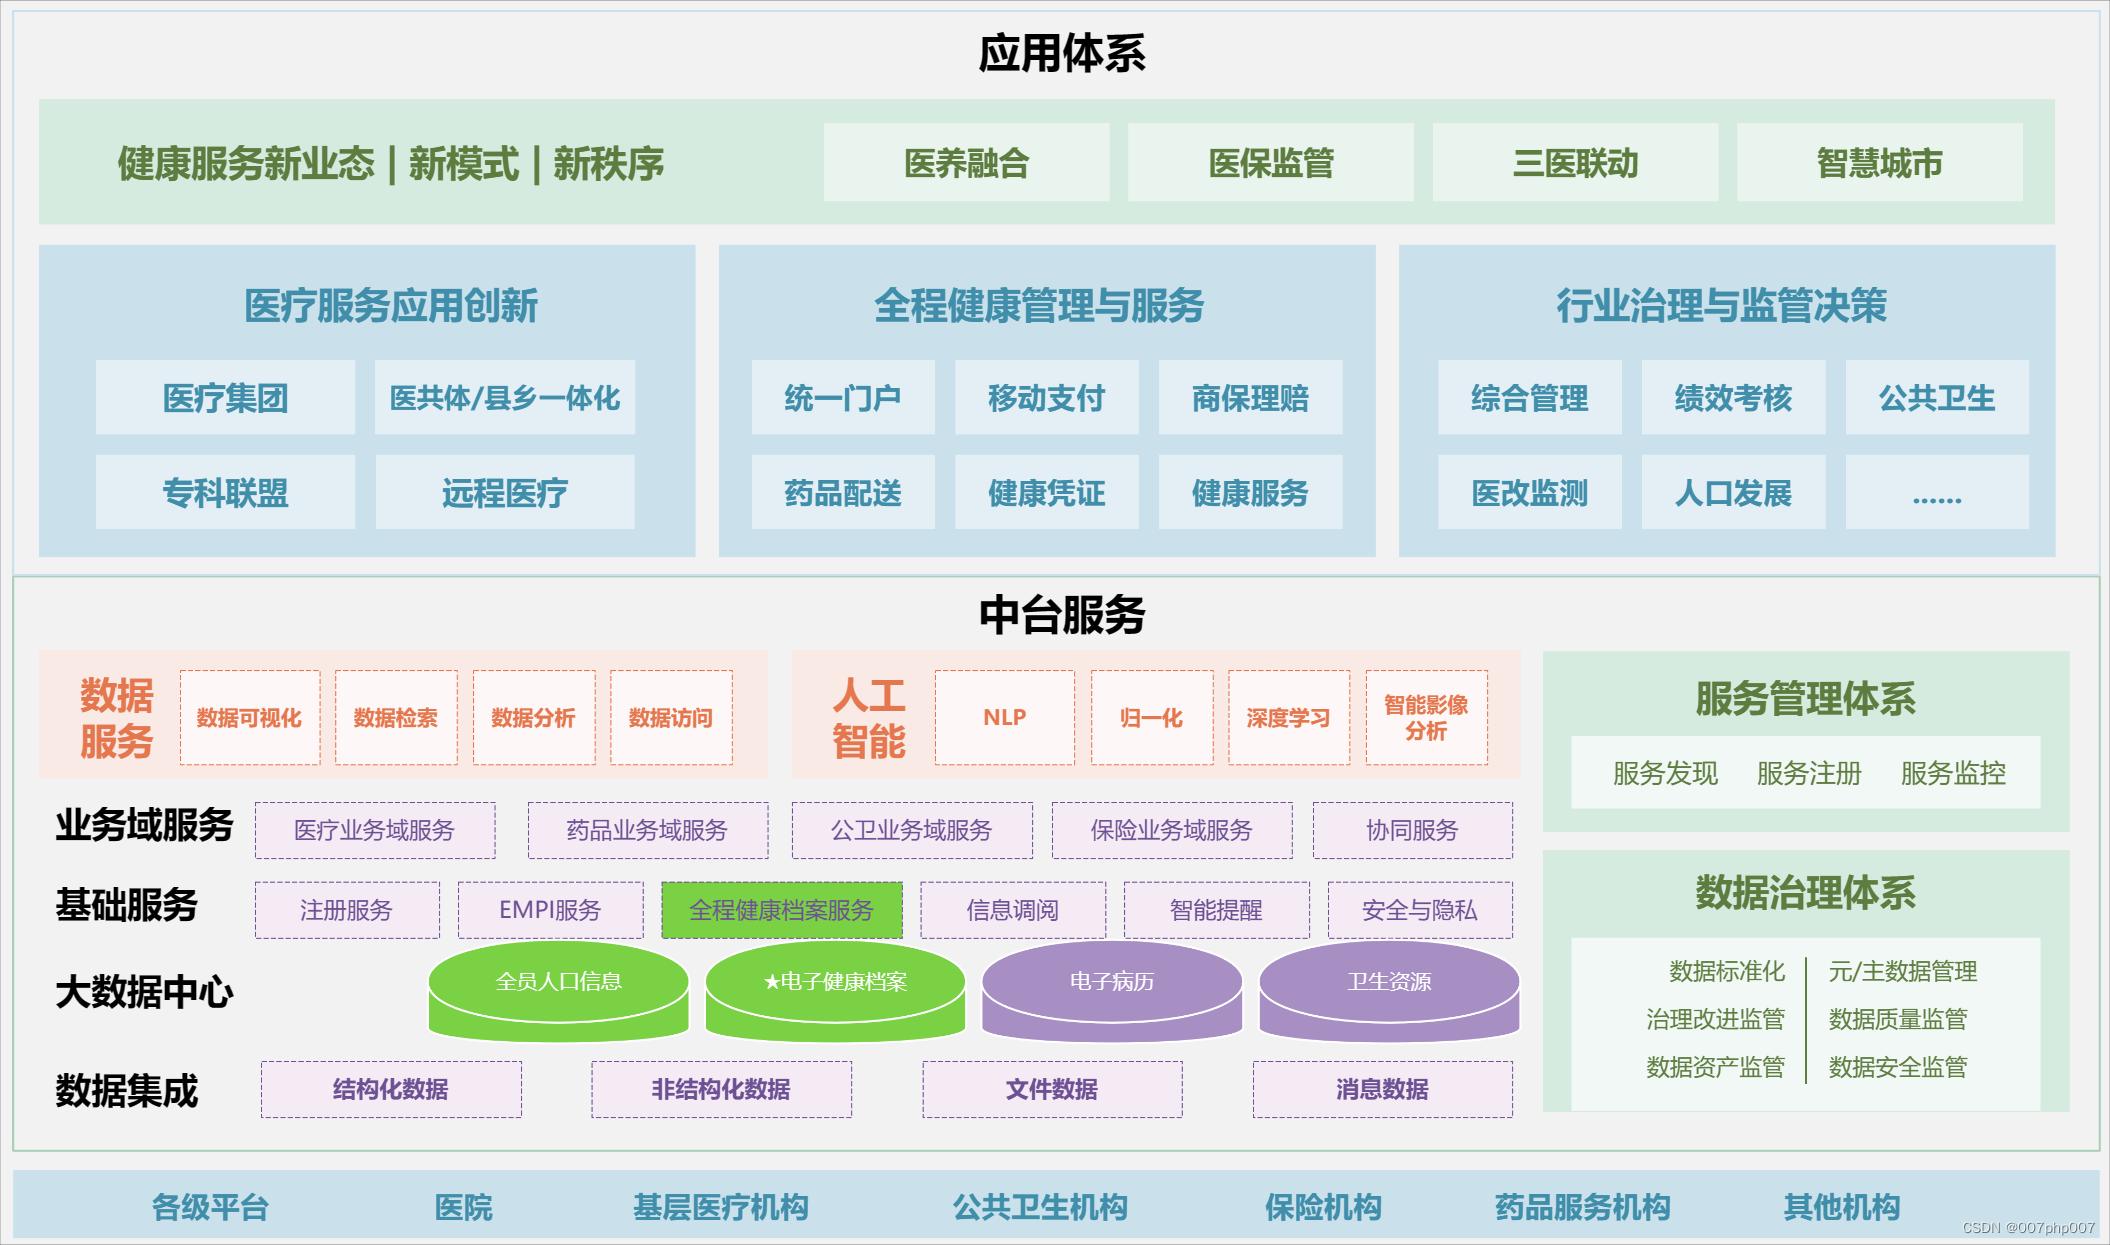 应用体系
健康服务新业态 | 新模式 | 新秩序
医养融合
医保监管
三医联动
智慧城市
医疗服务应用创新
医疗集团
医共体/县乡一体化
专科联盟
远程医疗
全程健康管理与服务
统一门户
移动支付
商保理赔
药品配送
健康凭证
健康服务
行业治理与监管决策
综合管理
绩效考核
公共卫生
医改监测
人口发展
......
中台服务
数据
服务
数据可视化
数据检索
数据分析
数据访问
人工
智能
NLP
归一化
深度学习
智能影像
分析
业务域服务
医疗业务域服务
药品业务域服务
公卫业务域服务
保险业务域服务
协同服务
基础服务
注册服务
EMPI服务
全程健康档案服务
信息调阅
智能提醒
安全与隐私
大数据中心
全员人口信息
★电子健康档案
电子病历
卫生资源
数据集成
结构化数据
非结构化数据
文件数据
消息数据
服务管理体系
服务发现
服务注册
服务监控
数据治理体系
数据标准化
元/主数据管理
治理改进监管
数据质量监管
数据资产监管
数据安全监管
各级平台
医院
基层医疗机构
公共卫生机构
保险机构
药品服务机构
其他机构
CSDN @007php007